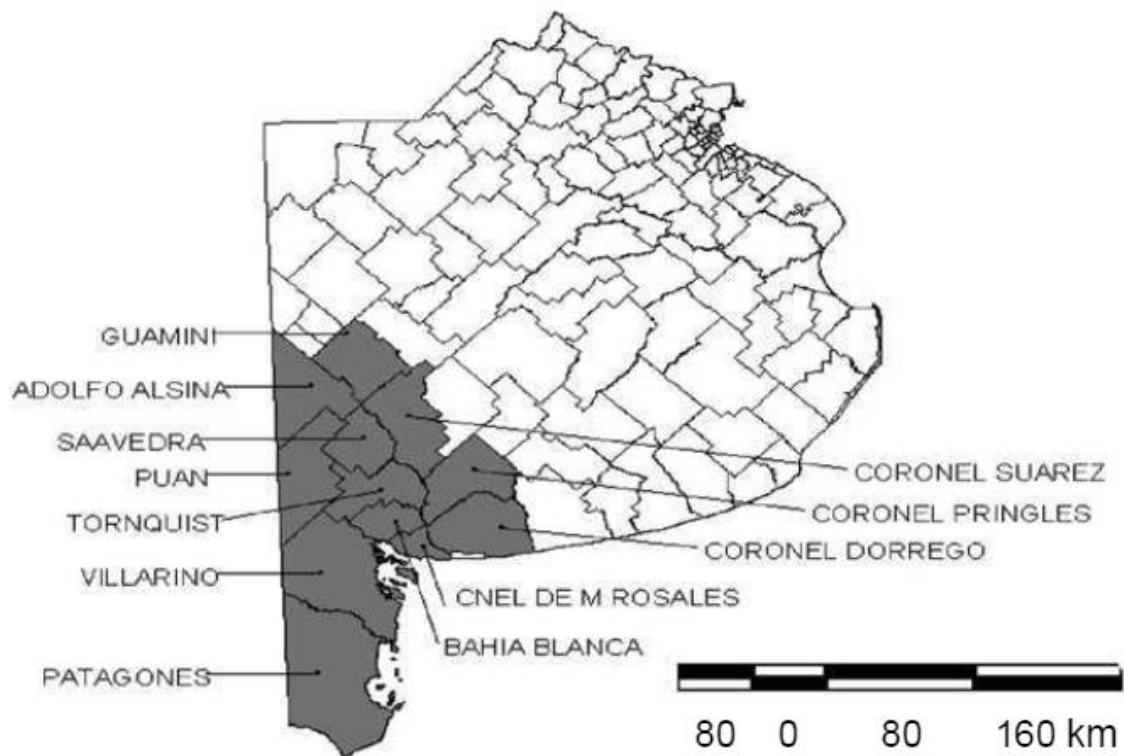 GUAMINI
ADOLFO ALSINA
SAAVEDRA
PUAN
TORNQUIST
VILLARINO
PATAGONES
CORONEL SUAREZ
CORONEL PRINGLES
CORONEL DORREGO
CNEL DE M ROSALES
BAHIA BLANCA
80 0 80 160 km